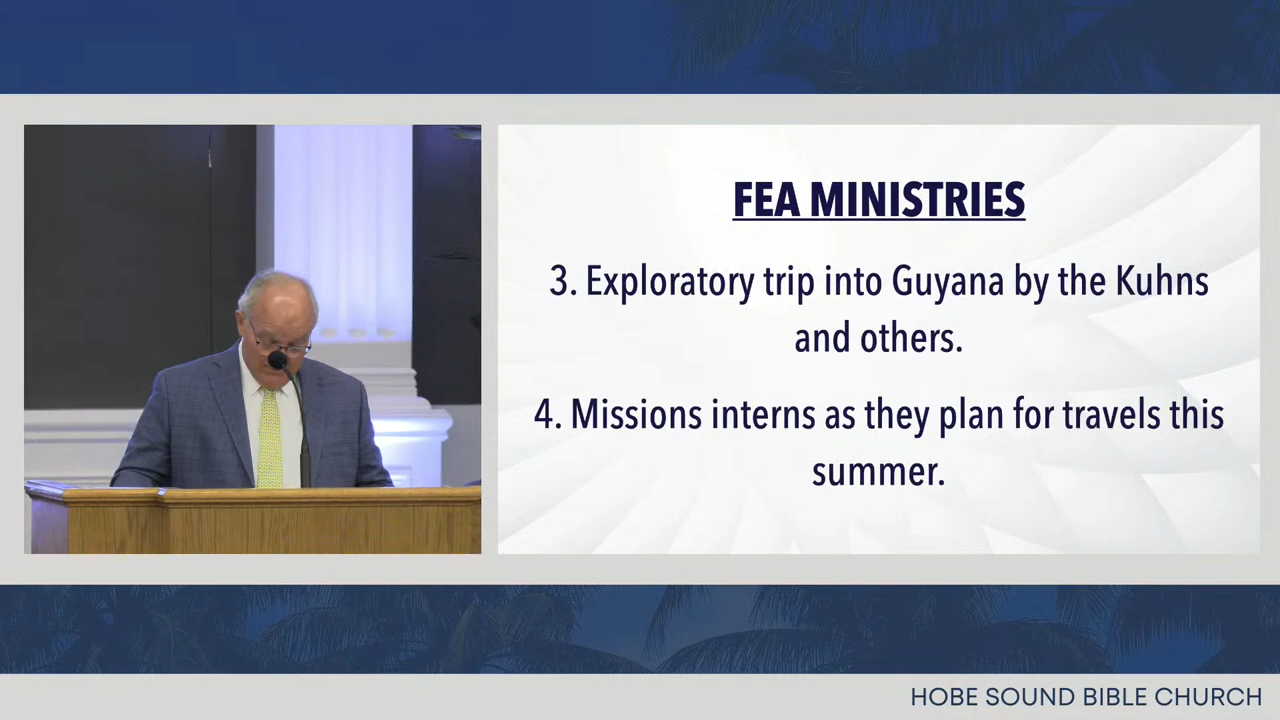 FEA MINISTRIES
3. Exploratory trip into Guyana by the Kuhns
and others.
4. Missions interns as they plan for travels this
summer.
HOBE SOUND BIBLE CHURCH